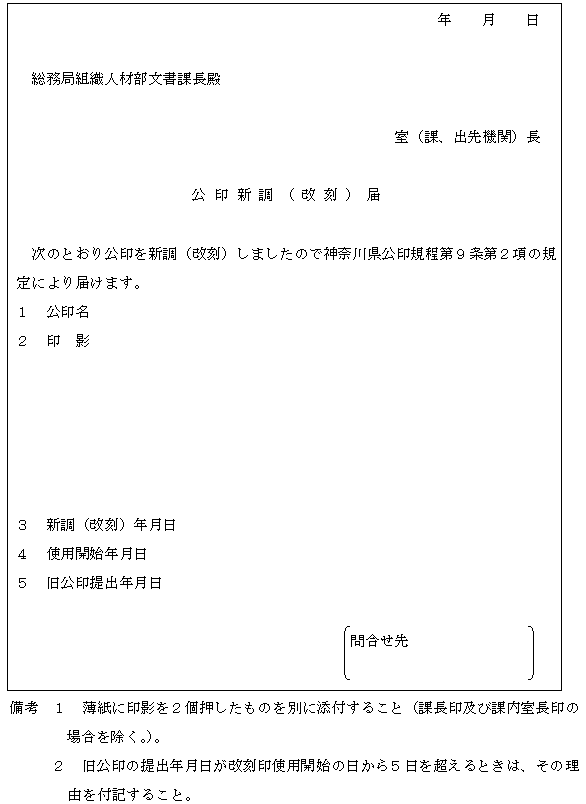 年　　月　　日
総務局組織人材部文書課長殿
室（課、出先機関）長
公 印 新 調 （ 改 刻 ） 届
　次のとおり公印を新調（改刻）しましたので神奈川県公印規程第９条第２項の規
定により届けます。
１　公印名
２　印　影
３　新調（改刻）年月日
４　使用開始年月日
５　旧公印提出年月日
問合せ先
備考　１　薄紙に印影を２個押したものを別に添付すること（課長印及び課内室長印の
場合を除く。）。
２　旧公印の提出年月日が改刻印使用開始の日から５日を超えるときは、その理
由を付記すること。